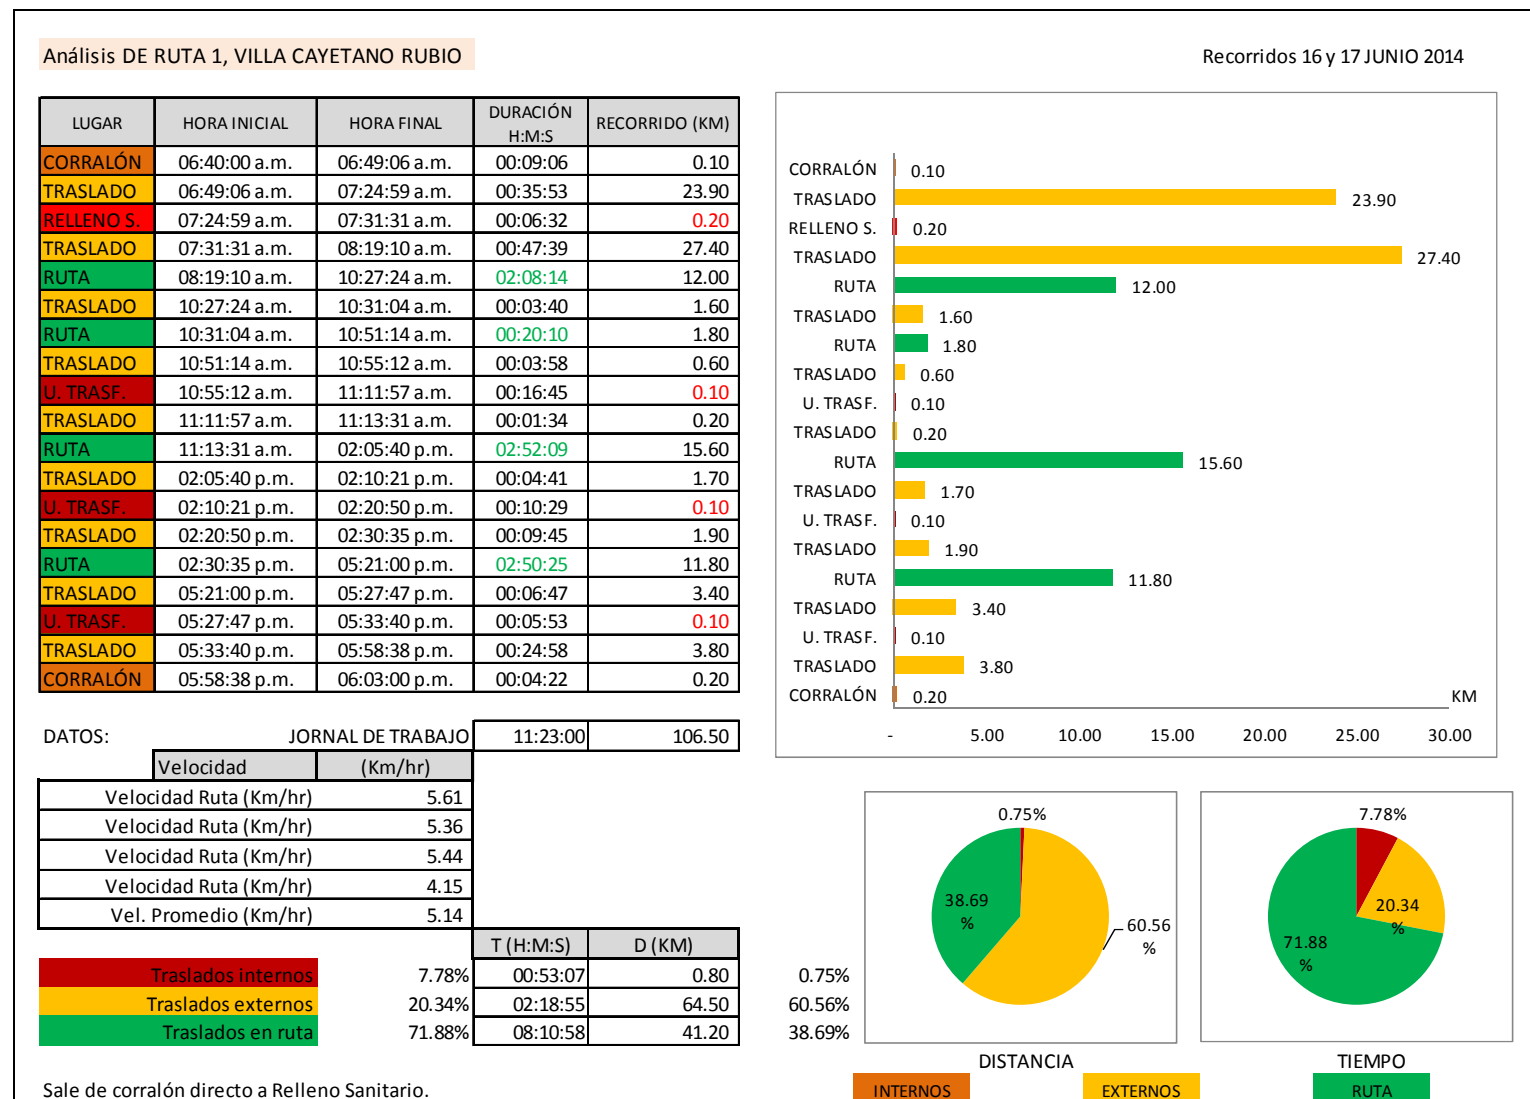 Análisis DE RUTA 1, VILLA CAYETANO RUBIO
Recorridos 16 y 17 JUNIO 2014
LUGAR HORA INICIAL HORA FINAL DURACIÓN H:M:S RECORRIDO (KM)
CORRALÓN 06:40:00 a.m. 06:49:06 a.m. 00:09:06 0.10
TRASLADO 06:49:06 a.m. 07:24:59 a.m. 00:35:53 23.90
RELLENO S. 07:24:59 a.m. 07:31:31 a.m. 00:06:32 0.20
TRASLADO 07:31:31 a.m. 08:19:10 a.m. 00:47:39 27.40
RUTA 08:19:10 a.m. 10:27:24 a.m. 02:08:14 12.00
TRASLADO 10:27:24 a.m. 10:31:04 a.m. 00:03:40 1.60
RUTA 10:31:04 a.m. 10:51:14 a.m. 00:20:10 1.80
TRASLADO 10:51:14 a.m. 10:55:12 a.m. 00:03:58 0.60
U. TRASF. 10:55:12 a.m. 11:11:57 a.m. 00:16:45 0.10
TRASLADO 11:11:57 a.m. 11:13:31 a.m. 00:01:34 0.20
RUTA 11:13:31 a.m. 02:05:40 p.m. 02:52:09 15.60
TRASLADO 02:05:40 p.m. 02:10:21 p.m. 00:04:41 1.70
U. TRASF. 02:10:21 p.m. 02:20:50 p.m. 00:10:29 0.10
TRASLADO 02:20:50 p.m. 02:30:35 p.m. 00:09:45 1.90
RUTA 02:30:35 p.m. 05:21:00 p.m. 02:50:25 11.80
TRASLADO 05:21:00 p.m. 05:27:47 p.m. 00:06:47 3.40
U. TRASF. 05:27:47 p.m. 05:33:40 p.m. 00:05:53 0.10
TRASLADO 05:33:40 p.m. 05:58:38 p.m. 00:24:58 3.80
CORRALÓN 05:58:38 p.m. 06:03:00 p.m. 00:04:22 0.20
DATOS: JORNAL DE TRABAJO 11:23:00 106.50
Velocidad (Km/hr)
Velocidad Ruta (Km/hr) 5.61
Velocidad Ruta (Km/hr) 5.36
Velocidad Ruta (Km/hr) 5.44
Velocidad Ruta (Km/hr) 4.15
Vel. Promedio (Km/hr) 5.14
T (H:M:S) D (KM)
Traslados internos 7.78% 00:53:07 0.80 0.75%
Traslados externos 20.34% 02:18:55 64.50 60.56%
Traslados en ruta 71.88% 08:10:58 41.20 38.69%
Sale de corralón directo a Relleno Sanitario.
CORRALÓN 0.10
TRASLADO 23.90
RELLENO S. 0.20
TRASLADO 27.40
RUTA 12.00
TRASLADO 1.60
RUTA 1.80
TRASLADO 0.60
U. TRASF. 0.10
TRASLADO 0.20
RUTA 15.60
TRASLADO 1.70
U. TRASF. 0.10
TRASLADO 1.90
RUTA 11.80
TRASLADO 3.40
U. TRASF. 0.10
TRASLADO 3.80
CORRALÓN 0.20
KM
- 5.00 10.00 15.00 20.00 25.00 30.00
0.75%
38.69
%
60.56
%
DISTANCIA
7.78%
20.34
%
71.88
%
TIEMPO
INTERNOS EXTERNOS RUTA